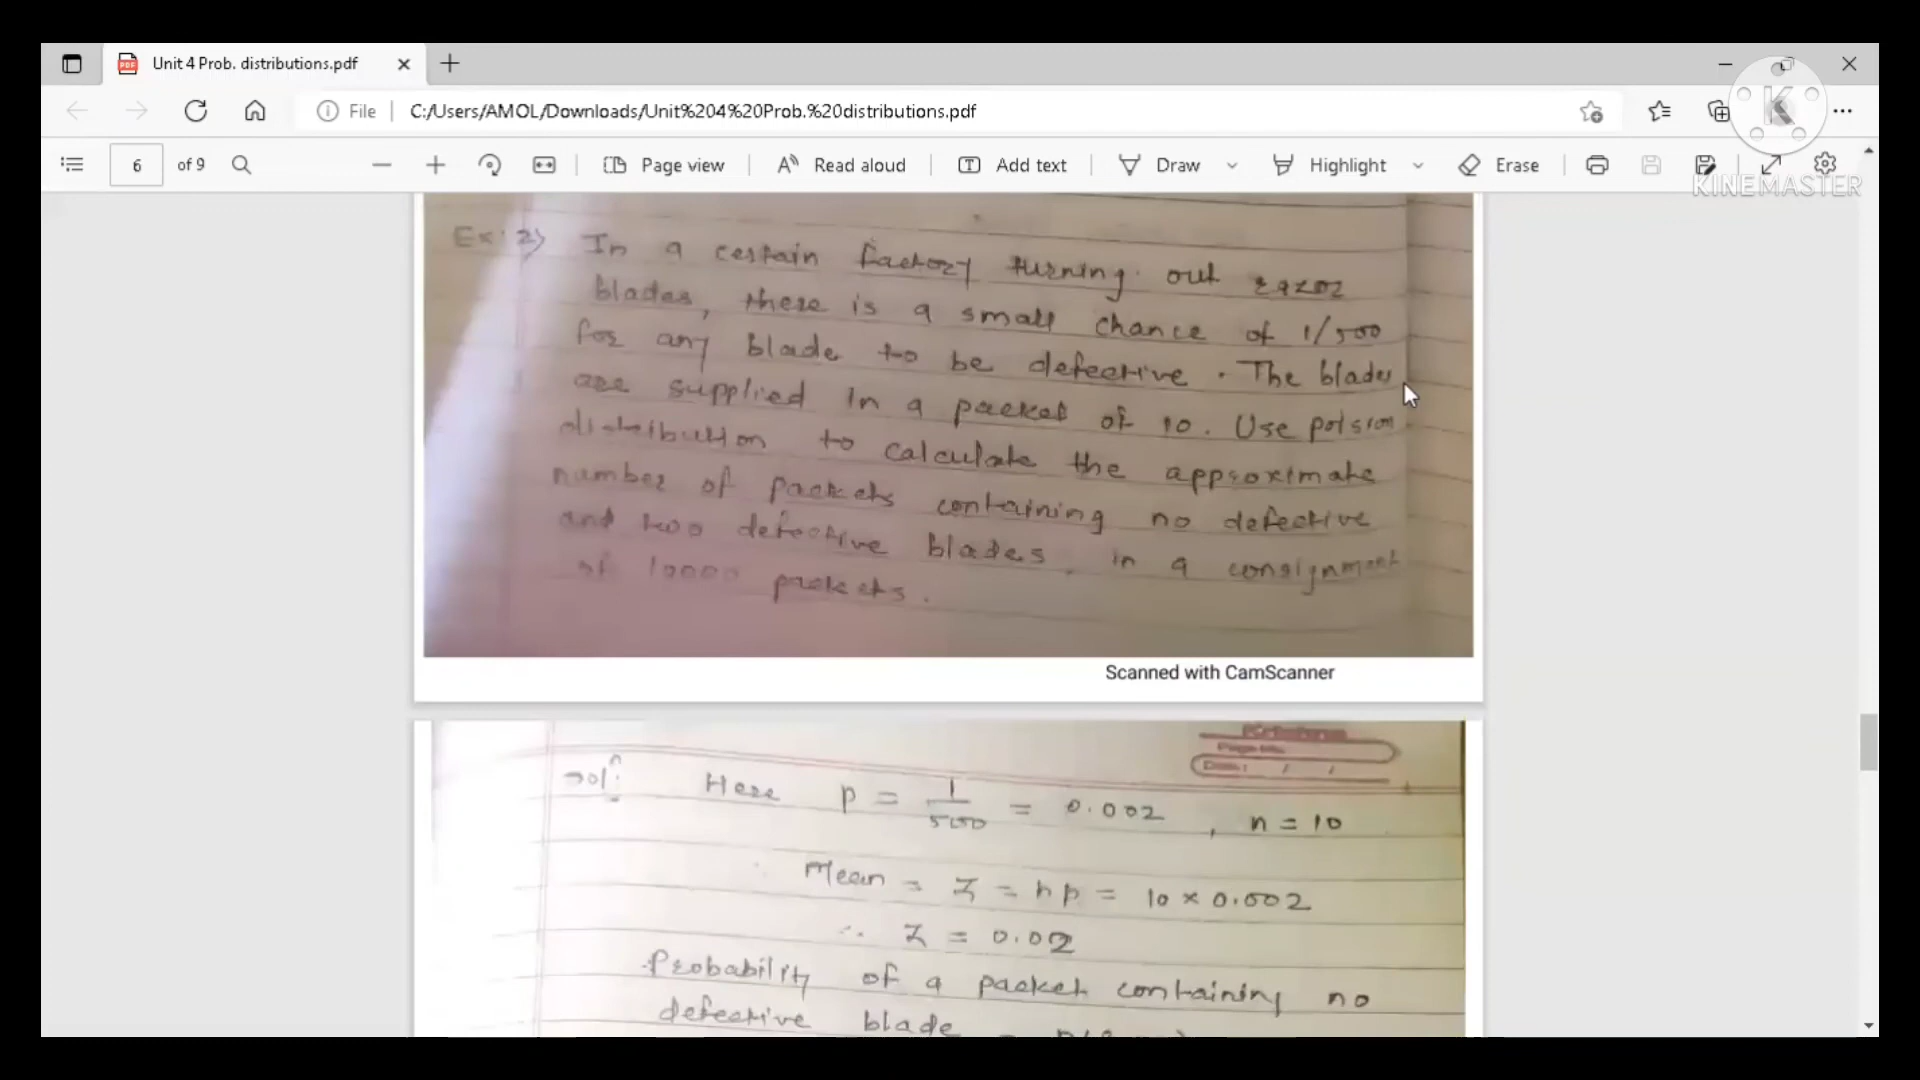 Unit 4 Prob. distributions.pdf
File C:/Users/AMOL/Downloads/Unit%204%20Prob.%20distributions.pdf
6 of 9 Page view Read aloud Add text Draw Highlight Erase
KINEMASTER
Ex: 2) In a certain factory turning out razor
blades, there is a small chance of 1/500
for any blade to be defective. The blades
are supplied in a packet of 10. Use poission
distribution to calculate the approximate
number of packets containing no defective
and two defective blades, in a consignment
of 10000 packets.
Scanned with CamScanner
solⁿ: Here p = 1/500 = 0.002, n = 10
Mean = z = np = 10 × 0.002
∴ z = 0.02
Probability of a packet containing no
defective blade =